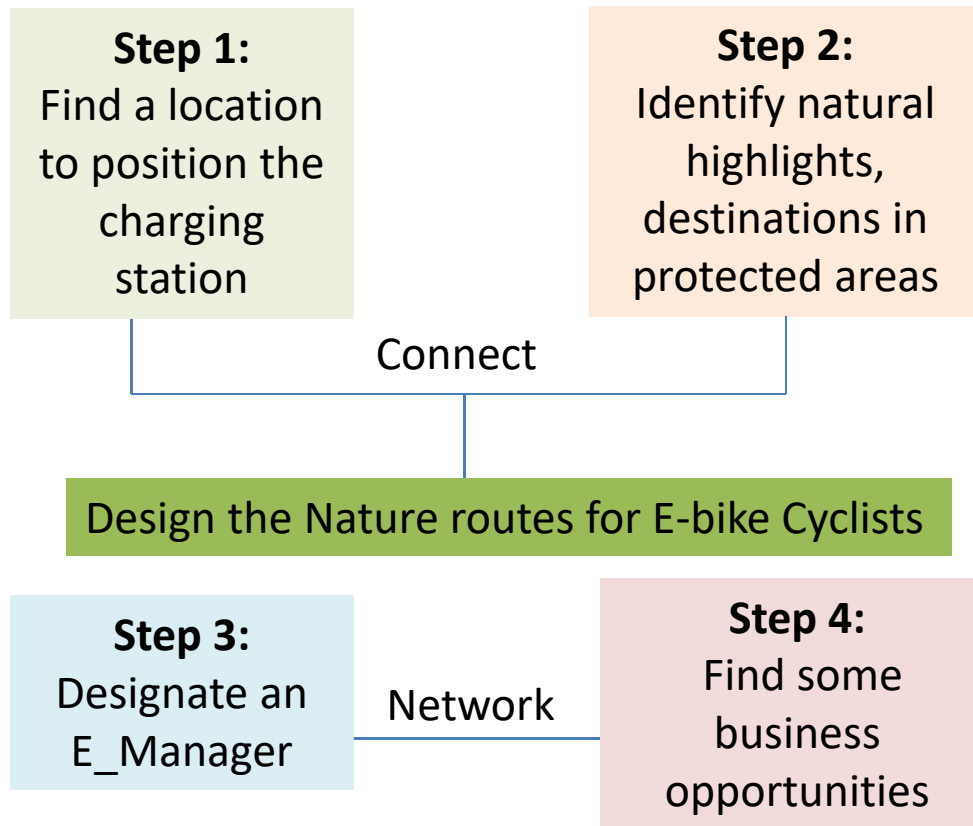 Step 1:
Find a location
to position the
charging
station
Step 2:
Identify natural
highlights,
destinations in
protected areas
Connect
Design the Nature routes for E-bike Cyclists
Step 3:
Designate an
E_Manager
Network
Step 4:
Find some
business
opportunities